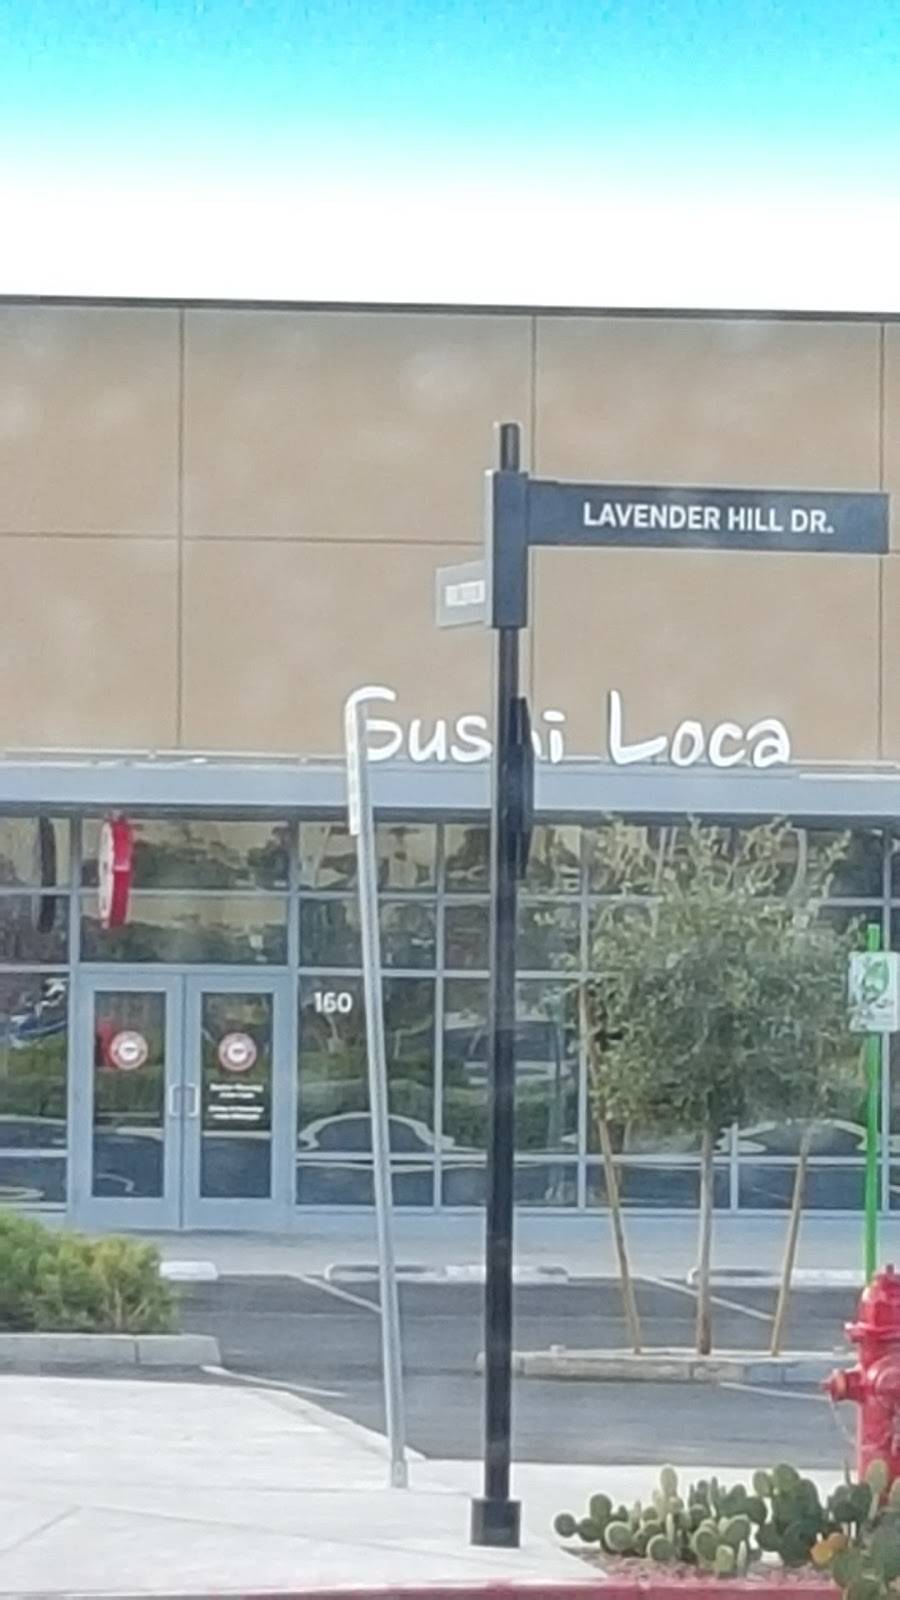 LAVENDER HILL DR.
Sushi Loca
160